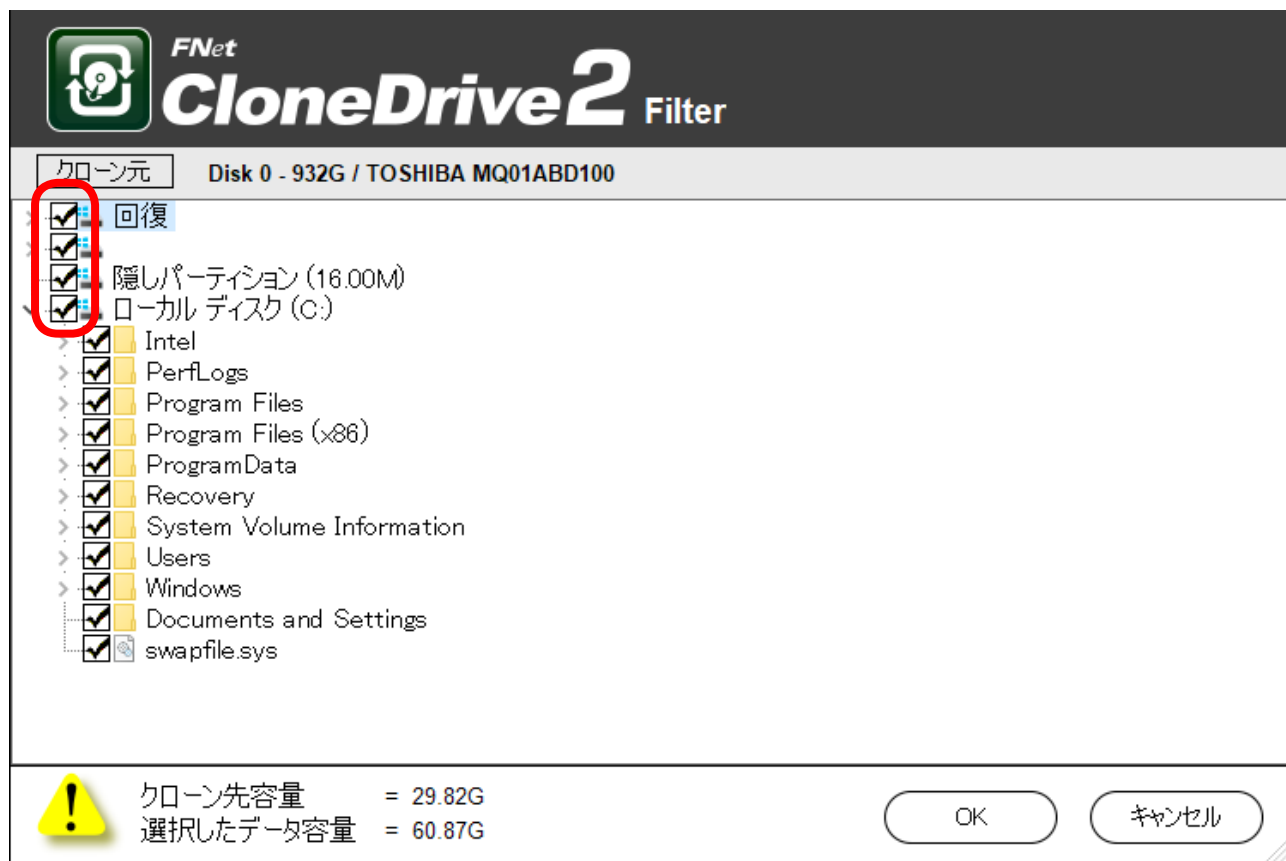 FNet
CloneDrive2 Filter
クローン元 Disk 0 - 932G / TOSHIBA MQ01ABD100
回復
隠しパーティション (16.00M)
ローカル ディスク (C:)
Intel
PerfLogs
Program Files
Program Files (x86)
ProgramData
Recovery
System Volume Information
Users
Windows
Documents and Settings
swapfile.sys
クローン先容量 = 29.82G
選択したデータ容量 = 60.87G
OK キャンセル